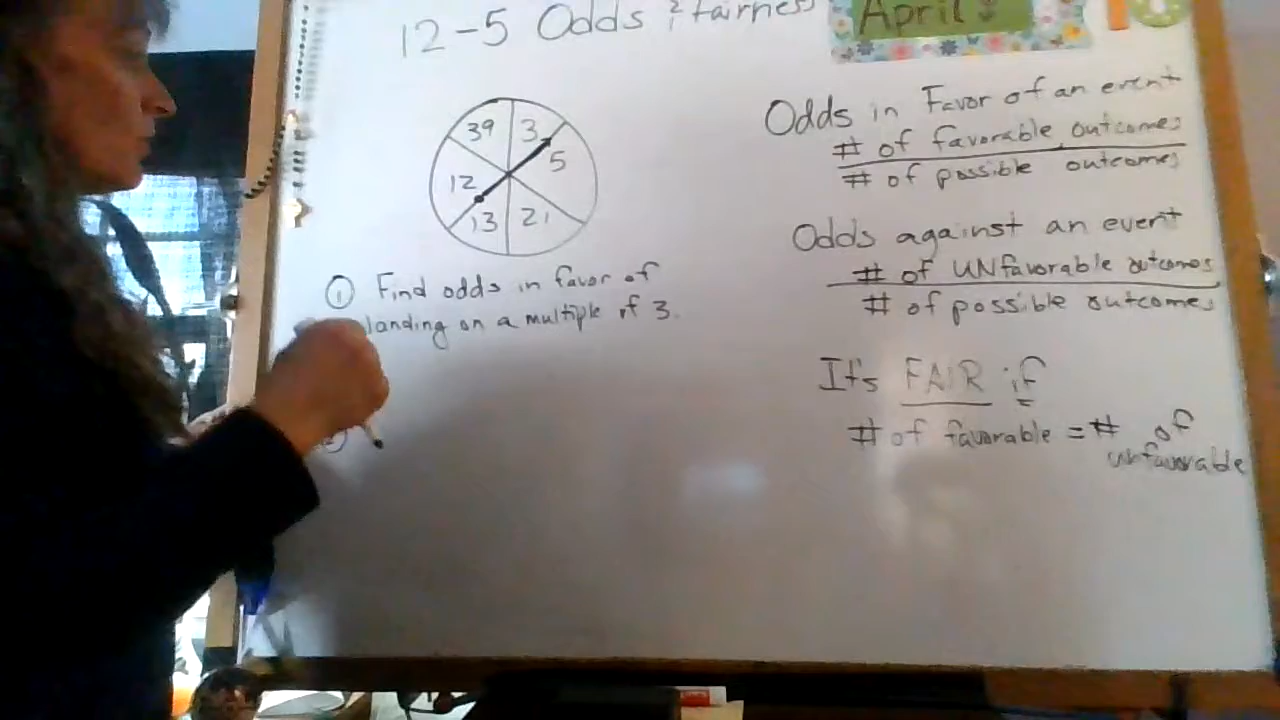 12-5 Odds & fairness
April
10
39
3
5
12
13
21
① Find odds in favor of
landing on a multiple of 3.
Odds in Favor of an event
# of favorable outcomes
# of possible outcomes
Odds against an event
# of UNfavorable outcomes
# of possible outcomes
It's FAIR if
# of favorable = # of
unfavorable